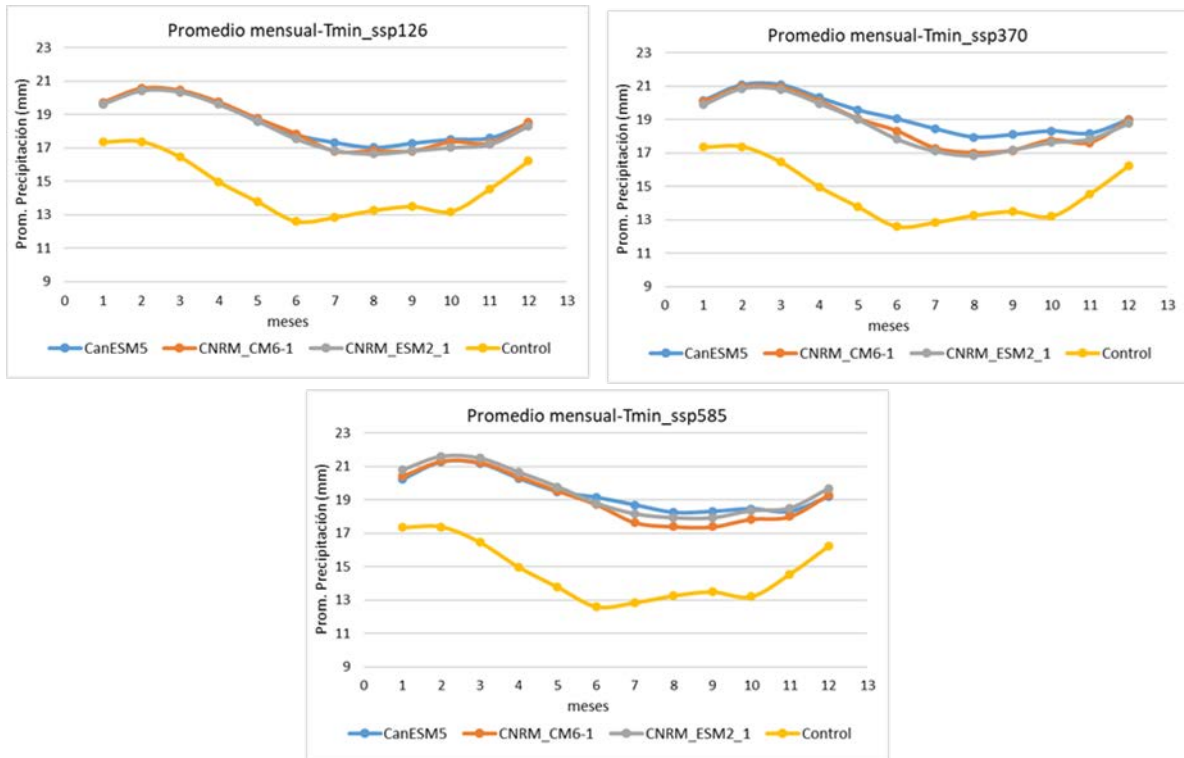 Promedio mensual-Tmin_ssp126
Prom. Precipitación (mm)
23
21
19
17
15
13
11
9
0 1 2 3 4 5 6 7 8 9 10 11 12 13
meses
CanESM5 CNRM_CM6-1 CNRM_ESM2_1 Control
Promedio mensual-Tmin_ssp370
Prom. Precipitación (mm)
23
21
19
17
15
13
11
9
0 1 2 3 4 5 6 7 8 9 10 11 12 13
meses
CanESM5 CNRM_CM6-1 CNRM_ESM2_1 Control
Promedio mensual-Tmin_ssp585
Prom. Precipitación (mm)
23
21
19
17
15
13
11
9
0 1 2 3 4 5 6 7 8 9 10 11 12 13
meses
CanESM5 CNRM_CM6-1 CNRM_ESM2_1 Control